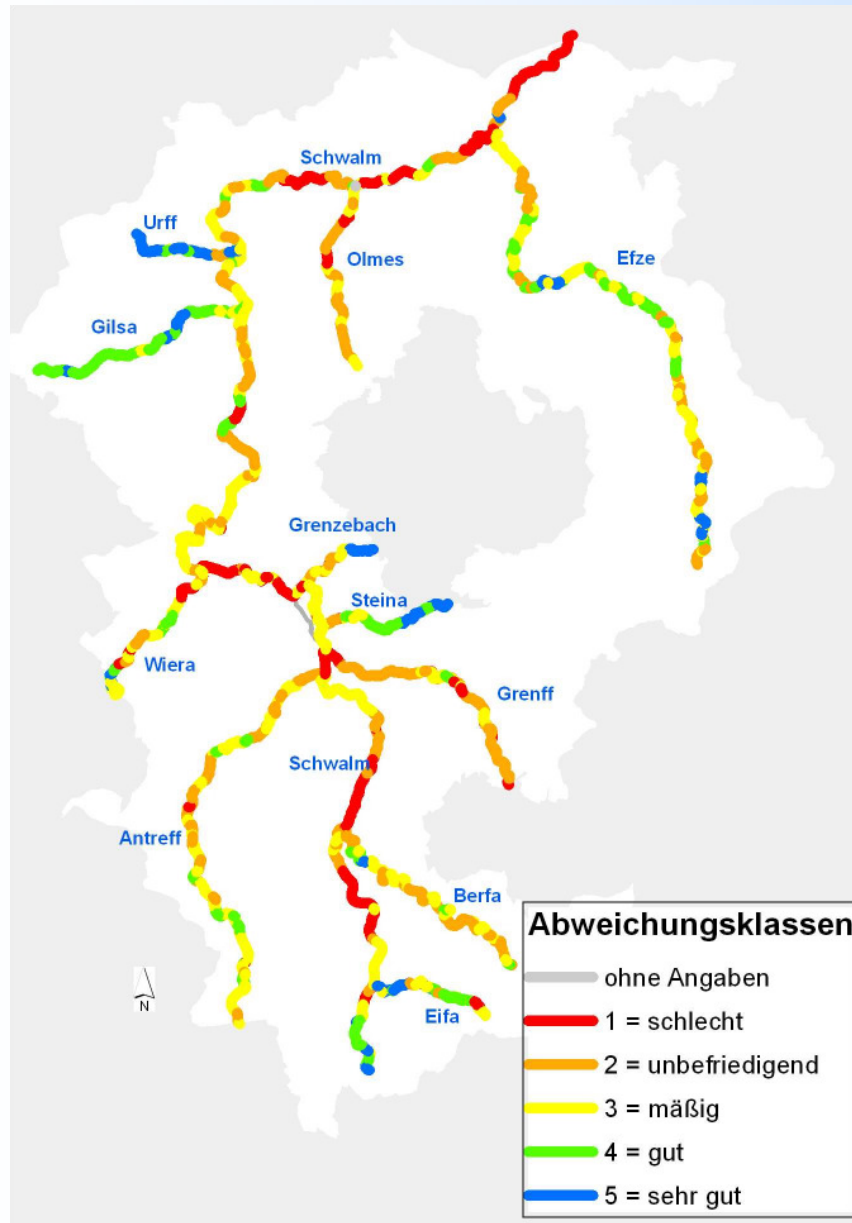 Schwalm
Urff
Olmes
Efze
Gilsa
Grenzebach
Steina
Wiera
Grenff
Schwalm
Antreff
Berfa
N
Eifa
Abweichungsklassen
ohne Angaben
1 = schlecht
2 = unbefriedigend
3 = mäßig
4 = gut
5 = sehr gut